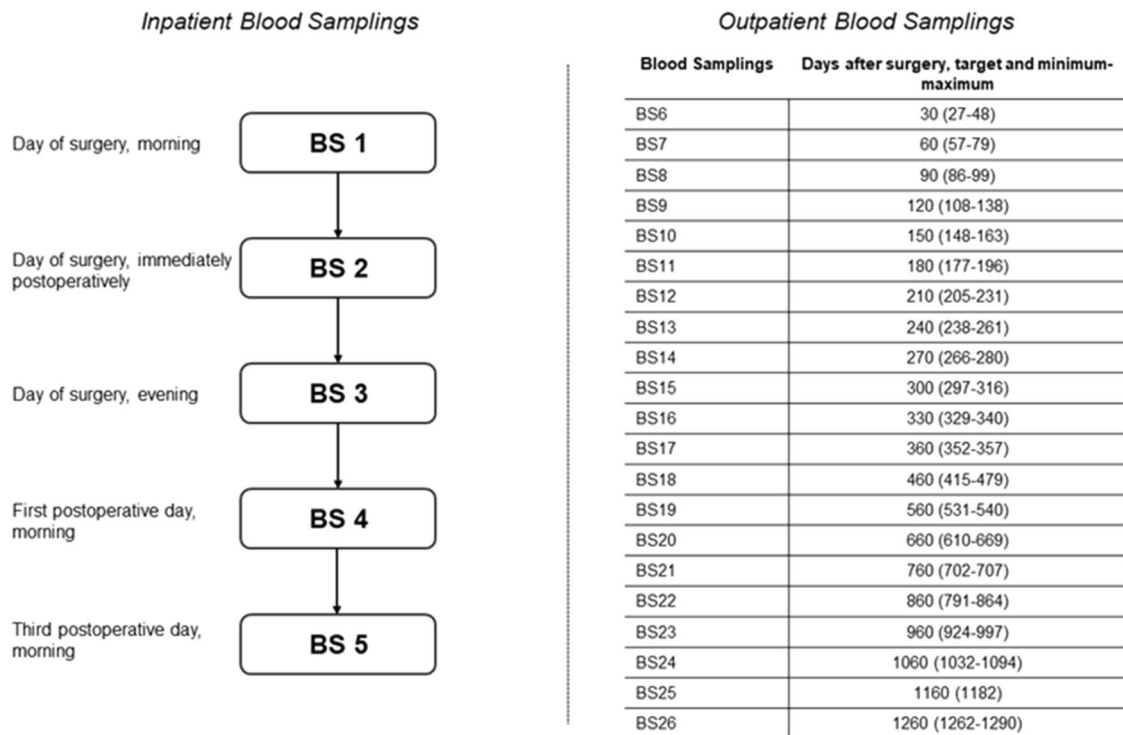 Inpatient Blood Samplings
Day of surgery, morning
BS 1
Day of surgery, immediately
postoperatively
BS 2
Day of surgery, evening
BS 3
First postoperative day,
morning
BS 4
Third postoperative day,
morning
BS 5
Outpatient Blood Samplings
Blood Samplings Days after surgery, target and minimum-
maximum
BS6 30 (27-48)
BS7 60 (57-79)
BS8 90 (86-99)
BS9 120 (108-138)
BS10 150 (148-163)
BS11 180 (177-196)
BS12 210 (205-231)
BS13 240 (238-261)
BS14 270 (266-280)
BS15 300 (297-316)
BS16 330 (329-340)
BS17 360 (352-357)
BS18 460 (415-479)
BS19 560 (531-540)
BS20 660 (610-669)
BS21 760 (702-707)
BS22 860 (791-864)
BS23 960 (924-997)
BS24 1060 (1032-1094)
BS25 1160 (1182)
BS26 1260 (1262-1290)